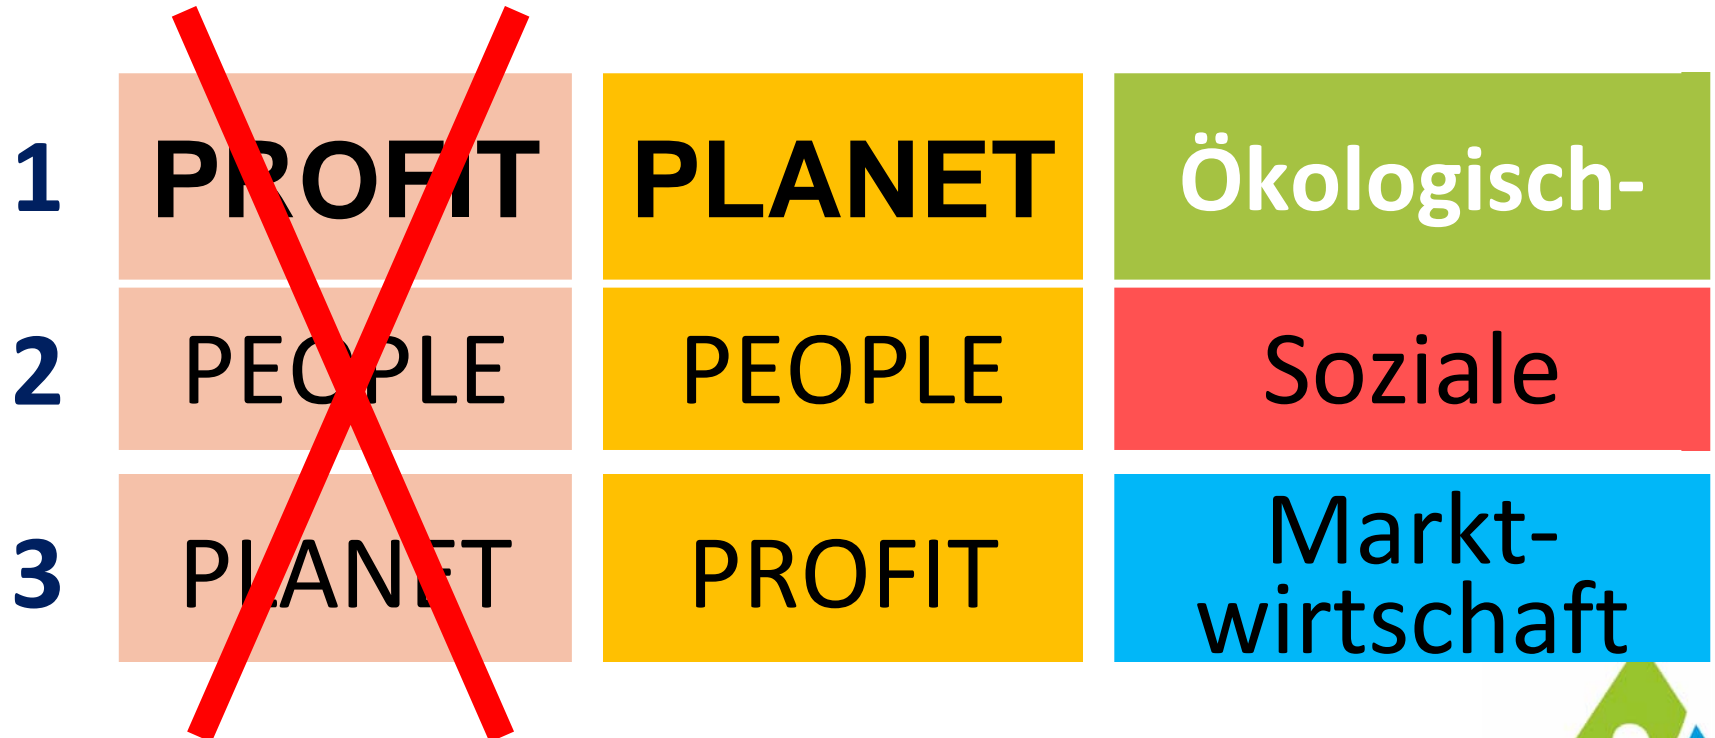 1 PROFIT PLANET Ökologisch-
2 PEOPLE PEOPLE Soziale
3 PLANET PROFIT Markt-
wirtschaft